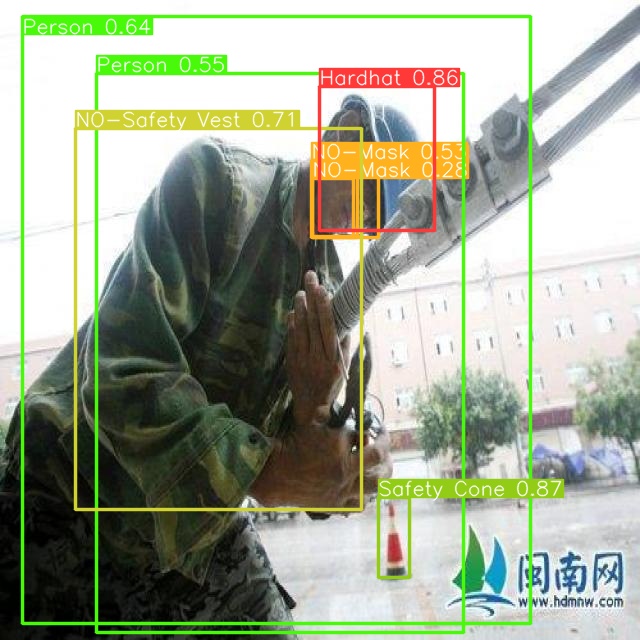 Person 0.64
Person 0.55
Hardhat 0.86
NO-Safety Vest 0.71
NO-Mask 0.53
NO-Mask 0.28
Safety Cone 0.87
闽南网
www.hdmnw.com